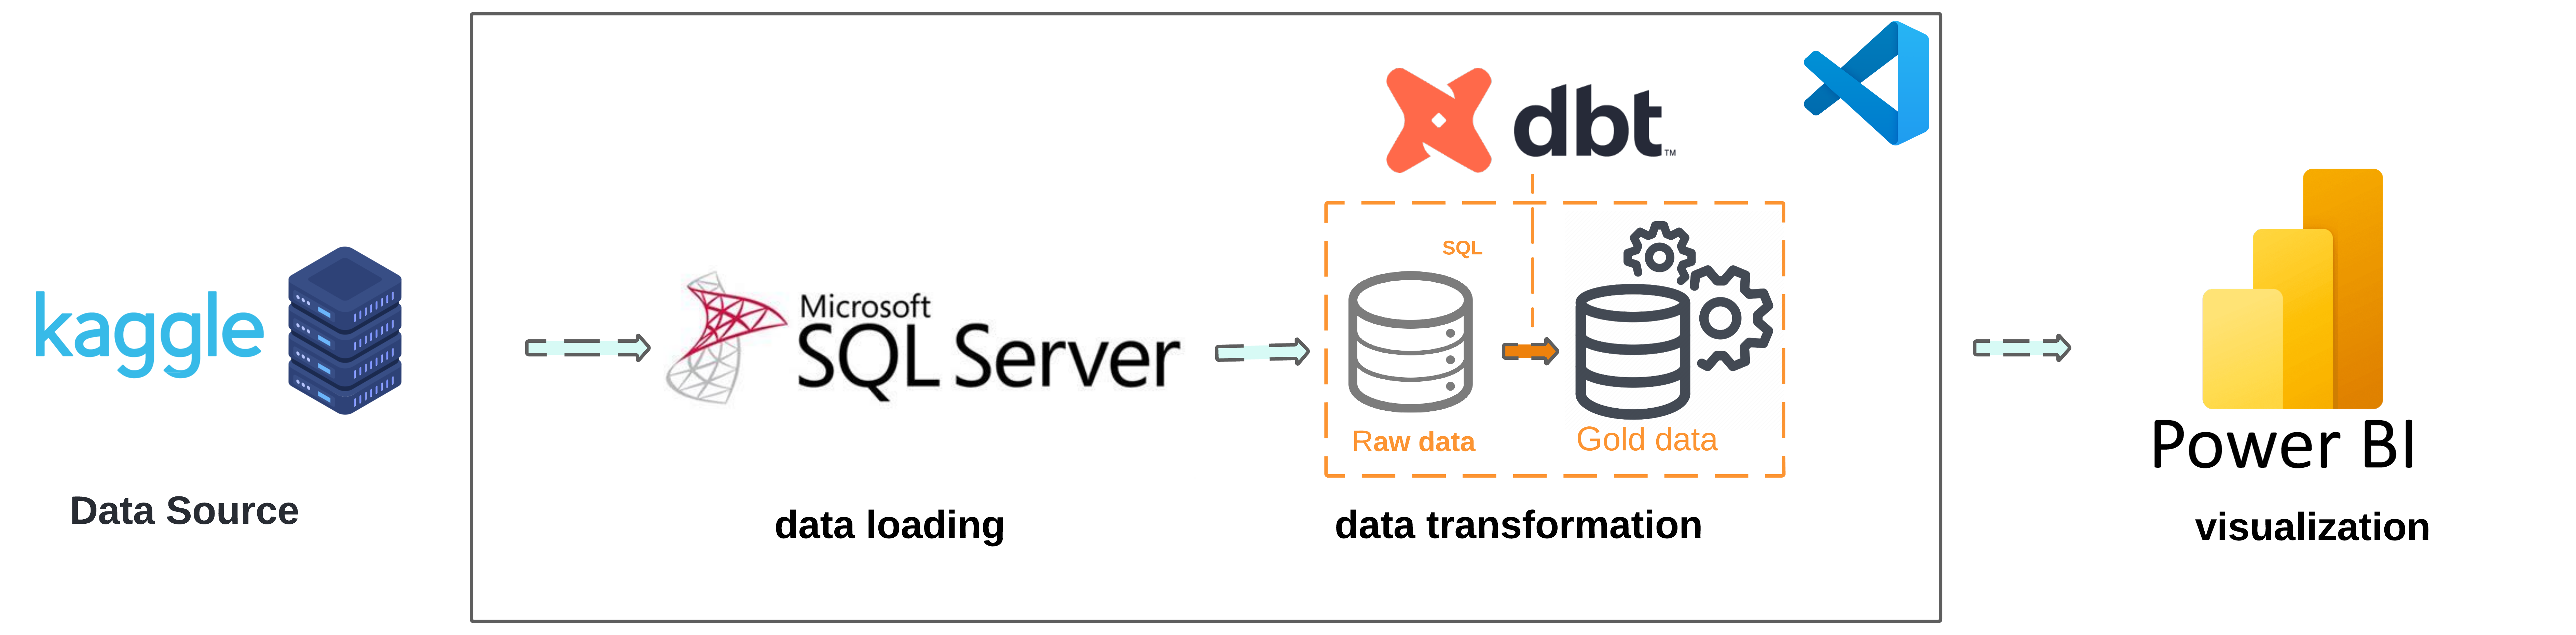 kaggle
Data Source
Microsoft
SQL Server
data loading
dbt™
SQL
Raw data
Gold data
data transformation
Power BI
visualization